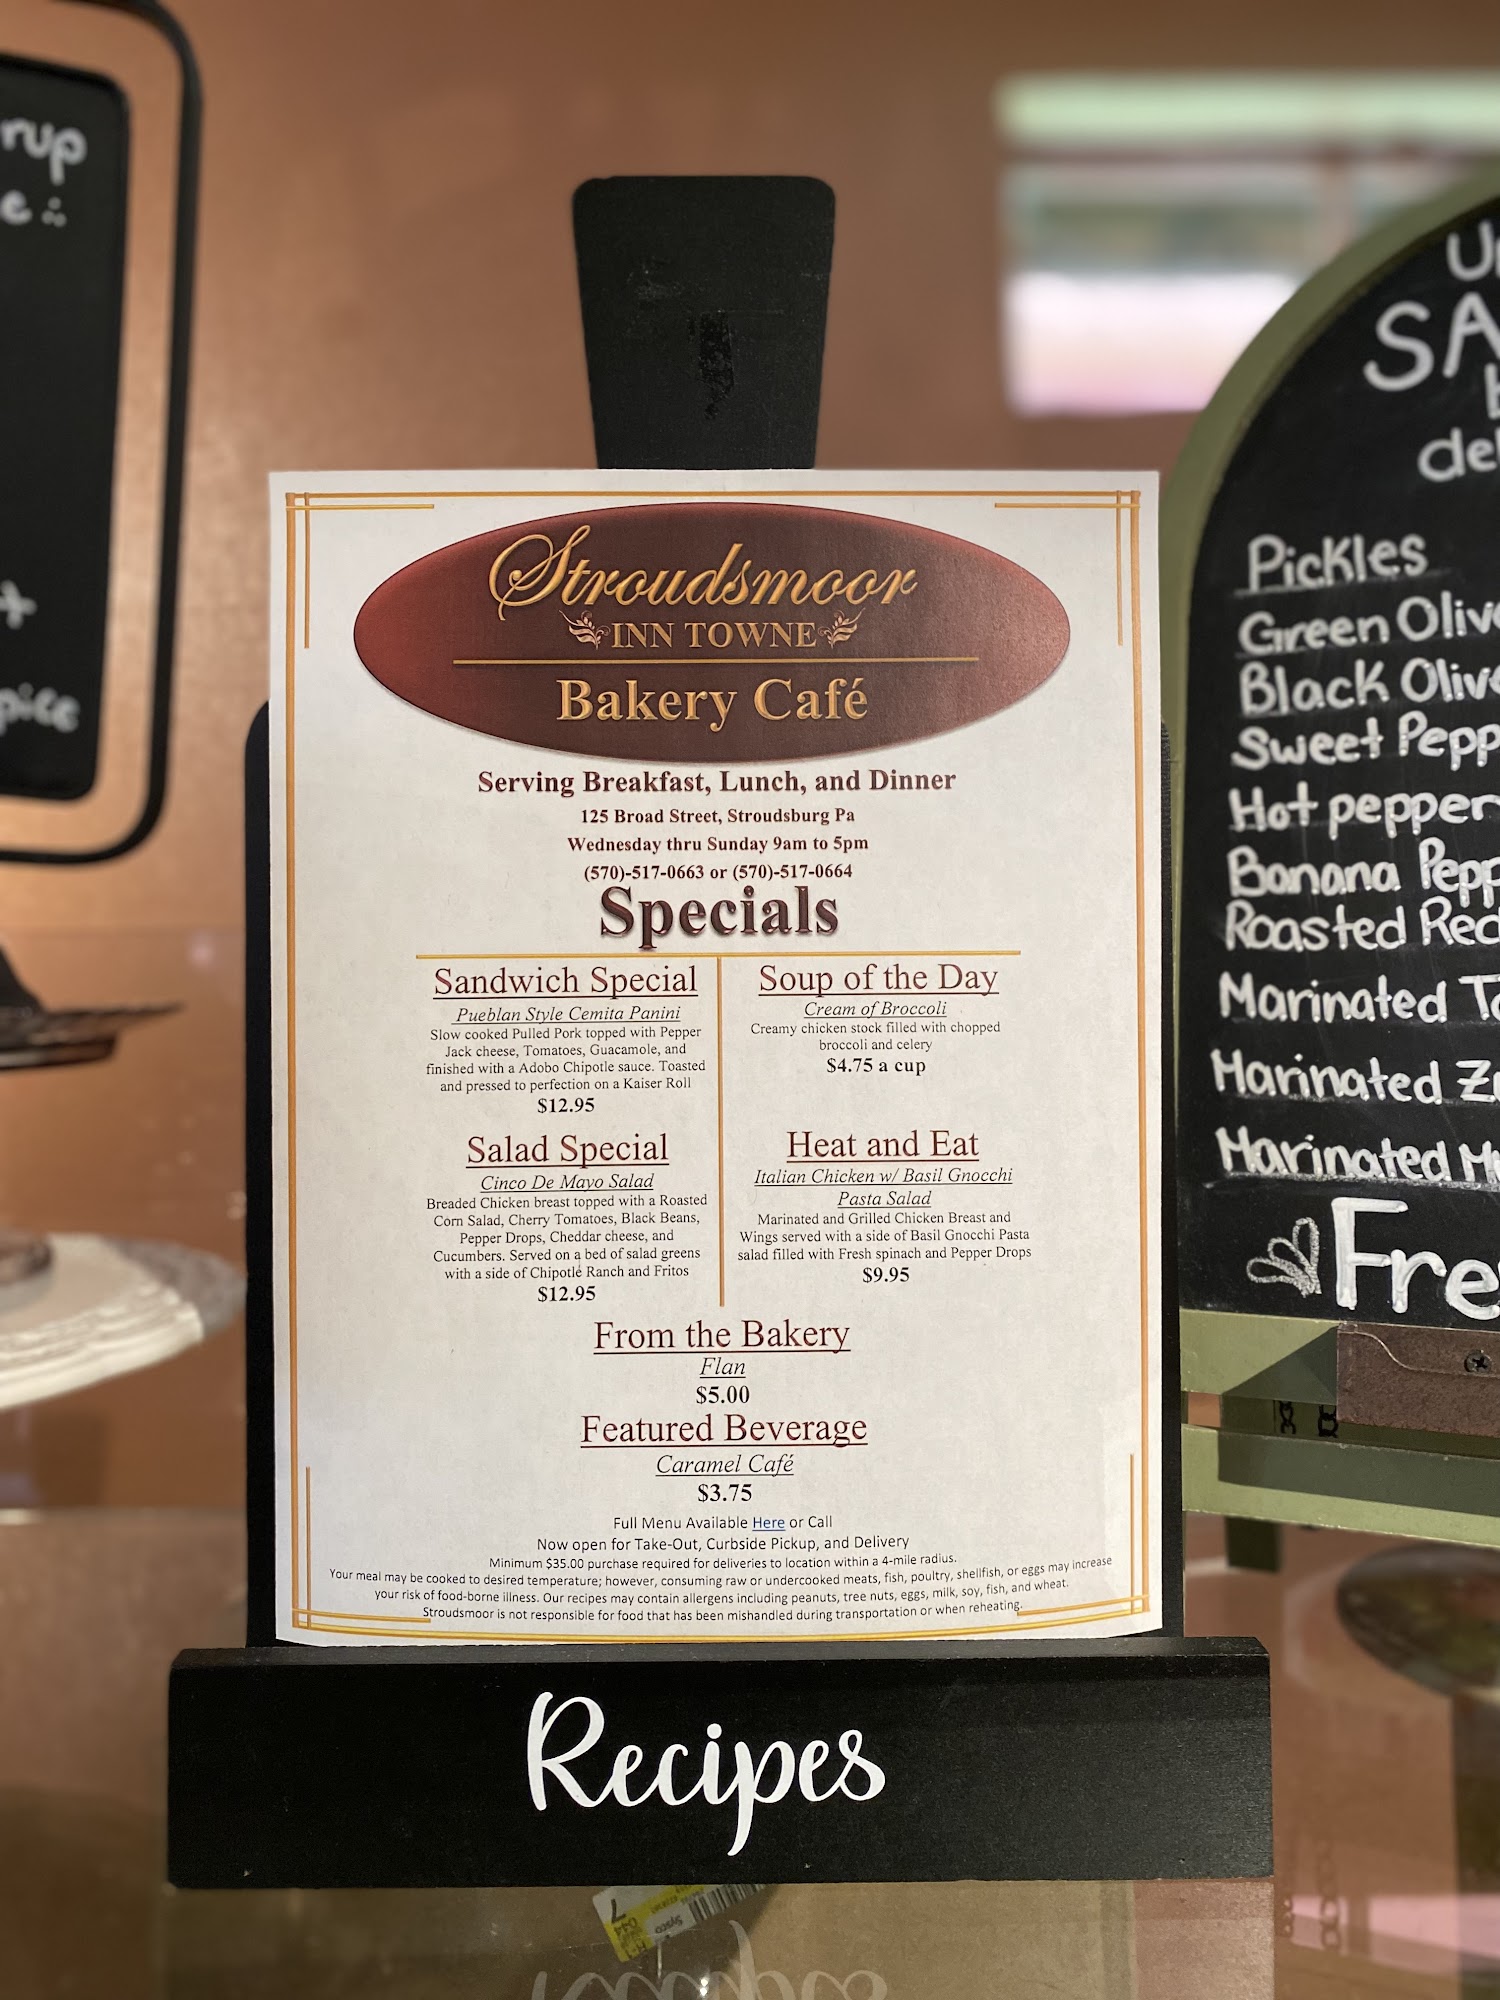 rup
Stroudsmoor
INN TOWNE
Bakery Café
Serving Breakfast, Lunch, and Dinner
125 Broad Street, Stroudsburg Pa
Wednesday thru Sunday 9am to 5pm
(570)-517-0663 or (570)-517-0664
Specials
Sandwich Special
Pueblan Style Cemita Panini
Slow cooked Pulled Pork topped with Pepper
Jack cheese, Tomatoes, Guacamole, and
finished with a Adobo Chipotle sauce. Toasted
and pressed to perfection on a Kaiser Roll
$12.95
Salad Special
Cinco De Mayo Salad
Breaded Chicken breast topped with a Roasted
Corn Salad, Cherry Tomatoes, Black Beans,
Pepper Drops, Cheddar cheese, and
Cucumbers. Served on a bed of salad greens
with a side of Chipotle Ranch and Fritos
$12.95
Soup of the Day
Cream of Broccoli
Creamy chicken stock filled with chopped
broccoli and celery
$4.75 a cup
Heat and Eat
Italian Chicken w/ Basil Gnocchi
Pasta Salad
Marinated and Grilled Chicken Breast and
Wings served with a side of Basil Gnocchi Pasta
salad filled with Fresh spinach and Pepper Drops
$9.95
From the Bakery
Flan
$5.00
Featured Beverage
Caramel Café
$3.75
Full Menu Available Here or Call
Now open for Take-Out, Curbside Pickup, and Delivery
Minimum $35.00 purchase required for deliveries to location within a 4-mile radius.
Your meal may be cooked to desired temperature; however, consuming raw or undercooked meats, fish, poultry, shellfish, or eggs may increase
your risk of food-borne illness. Our recipes may contain allergens including peanuts, tree nuts, eggs, milk, soy, fish, and wheat.
Stroudsmoor is not responsible for food that has been mishandled during transportation or when reheating.
Recipes
Sysco
SA
del
Pickles
Green Olive
Black Olive
Sweet Pepp
Hot pepper
Banana Pepp
Roasted Red
Marinated To
Marinated Z
Marinated M
Fre